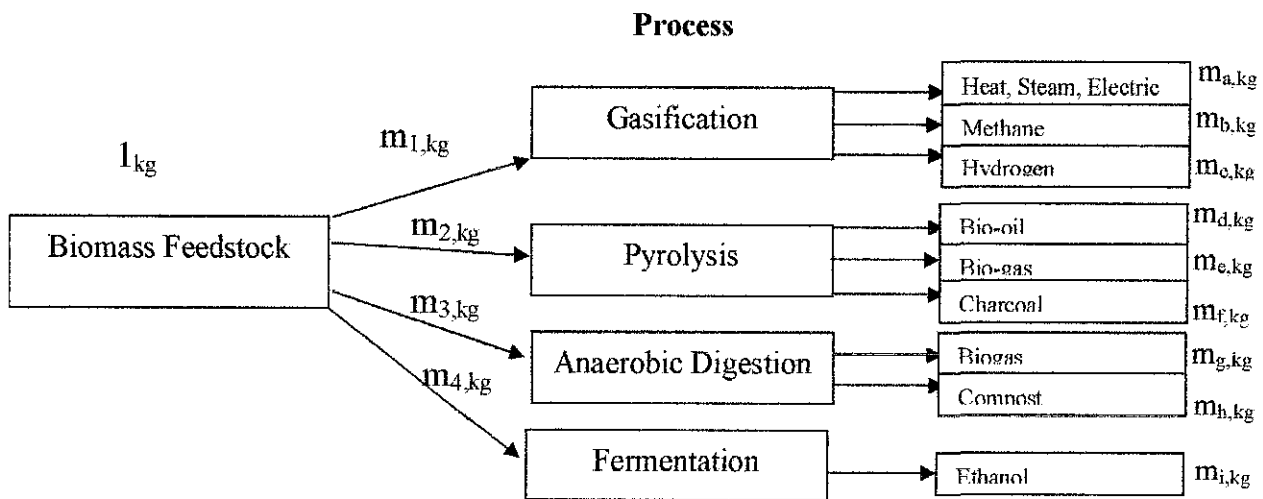 Process
1kg
Biomass Feedstock
m1,kg
m2,kg
m3,kg
m4,kg
Gasification
Heat, Steam, Electric ma,kg
Methane mb,kg
Hydrogen mc,kg
Pyrolysis
Bio-oil md,kg
Bio-gas me,kg
Charcoal mf,kg
Anaerobic Digestion
Biogas mg,kg
Compost mh,kg
Fermentation
Ethanol mi,kg